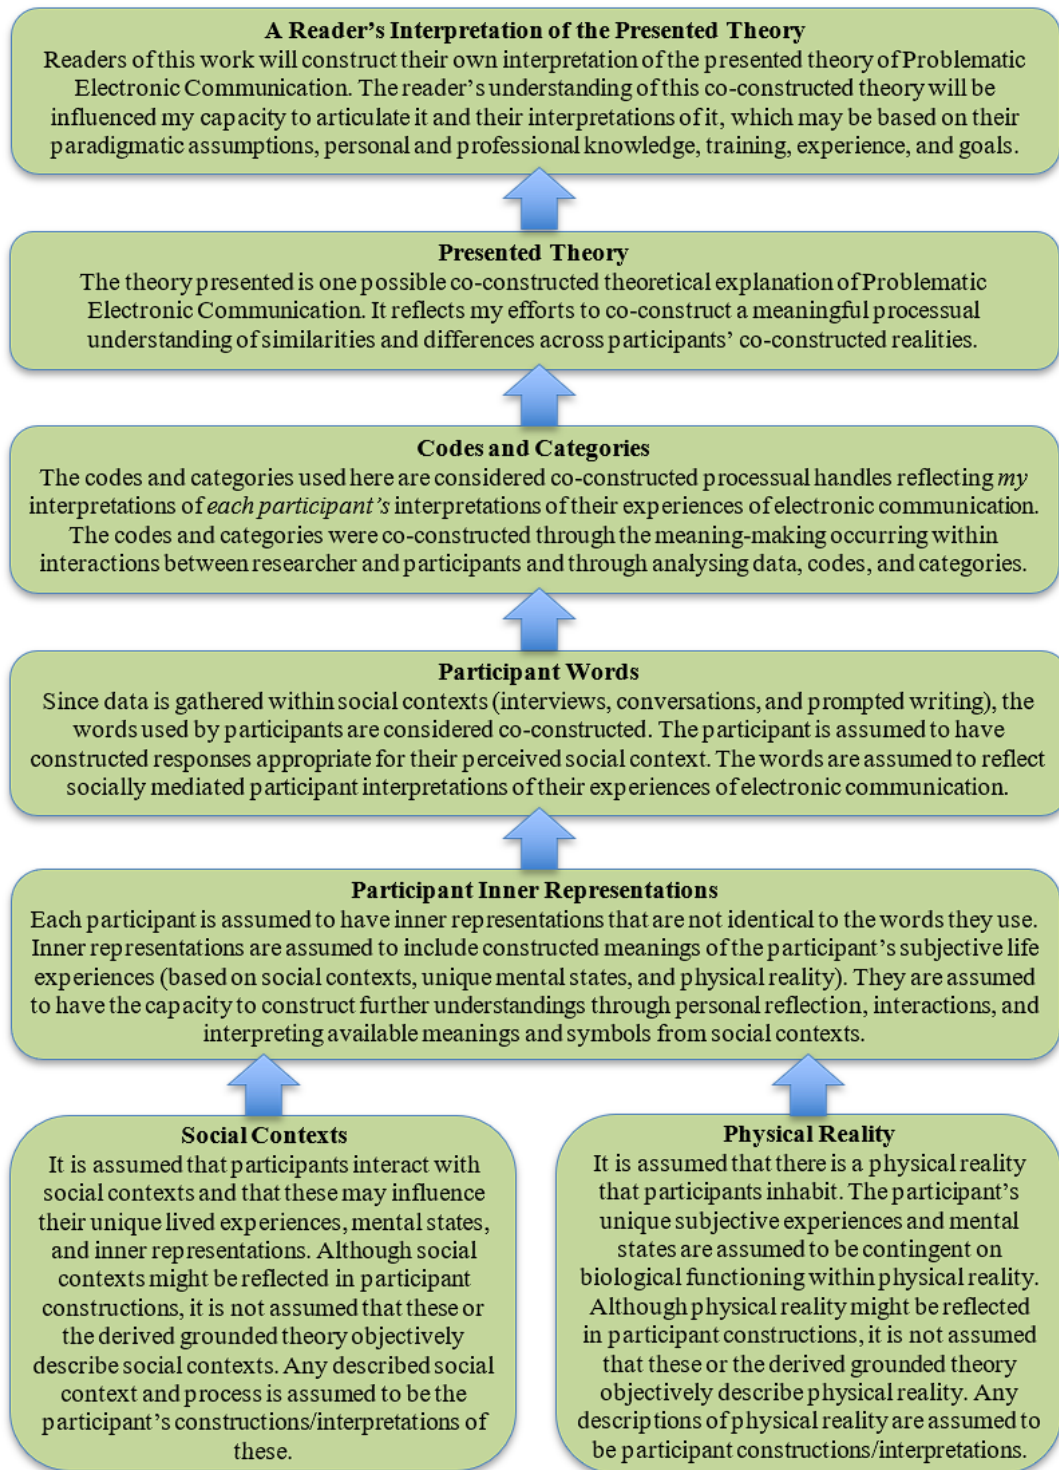 A Reader’s Interpretation of the Presented Theory
Readers of this work will construct their own interpretation of the presented theory of Problematic
Electronic Communication. The reader’s understanding of this co-constructed theory will be
influenced my capacity to articulate it and their interpretations of it, which may be based on their
paradigmatic assumptions, personal and professional knowledge, training, experience, and goals.
Presented Theory
The theory presented is one possible co-constructed theoretical explanation of Problematic
Electronic Communication. It reflects my efforts to co-construct a meaningful processual
understanding of similarities and differences across participants’ co-constructed realities.
Codes and Categories
The codes and categories used here are considered co-constructed processual handles reflecting my
interpretations of each participant’s interpretations of their experiences of electronic communication.
The codes and categories were co-constructed through the meaning-making occurring within
interactions between researcher and participants and through analysing data, codes, and categories.
Participant Words
Since data is gathered within social contexts (interviews, conversations, and prompted writing), the
words used by participants are considered co-constructed. The participant is assumed to have
constructed responses appropriate for their perceived social context. The words are assumed to reflect
socially mediated participant interpretations of their experiences of electronic communication.
Participant Inner Representations
Each participant is assumed to have inner representations that are not identical to the words they use.
Inner representations are assumed to include constructed meanings of the participant’s subjective life
experiences (based on social contexts, unique mental states, and physical reality). They are assumed
to have the capacity to construct further understandings through personal reflection, interactions, and
interpreting available meanings and symbols from social contexts.
Social Contexts
It is assumed that participants interact with
social contexts and that these may influence
their unique lived experiences, mental states,
and inner representations. Although social
contexts might be reflected in participant
constructions, it is not assumed that these or
the derived grounded theory objectively
describe social contexts. Any described social
context and process is assumed to be the
participant’s constructions/interpretations of
these.
Physical Reality
It is assumed that there is a physical reality
that participants inhabit. The participant’s
unique subjective experiences and mental
states are assumed to be contingent on
biological functioning within physical reality.
Although physical reality might be reflected
in participant constructions, it is not assumed
that these or the derived grounded theory
objectively describe physical reality. Any
descriptions of physical reality are assumed to
be participant constructions/interpretations.